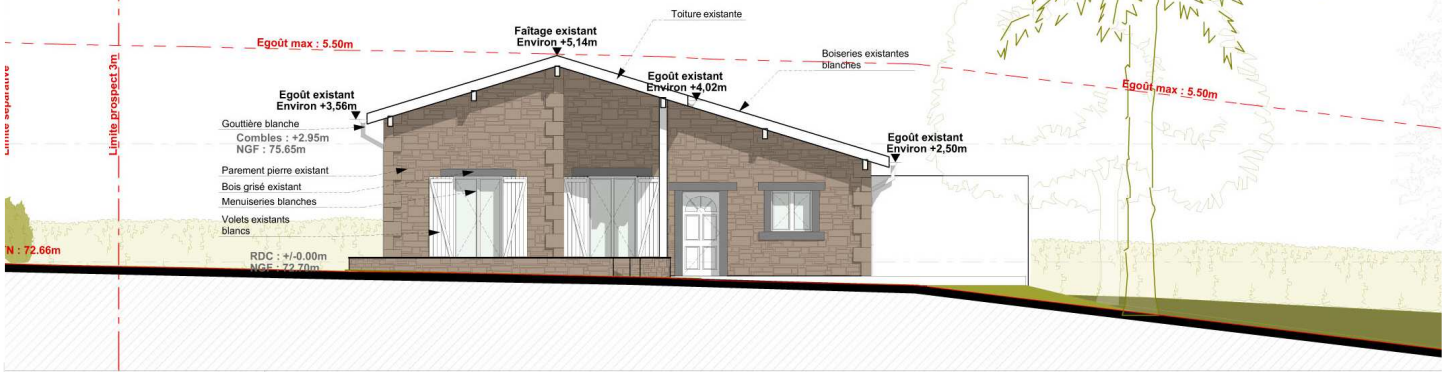 Toiture existante
Faîtage existant
Environ +5,14m
Egoût max : 5.50m
Boiseries existantes
blanches
Egoût existant
Environ +4,02m
Egoût max : 5.50m
Egoût existant
Environ +3,56m
Gouttière blanche
Combles : +2.95m
NGF : 75.65m
Egoût existant
Environ +2,50m
Parement pierre existant
Bois grisé existant
Menuiseries blanches
Volets existants
blancs
RDC : +/-0.00m
NGF : 72.70m
TN : 72.66m
Limite séparative
Limite prospect 3m